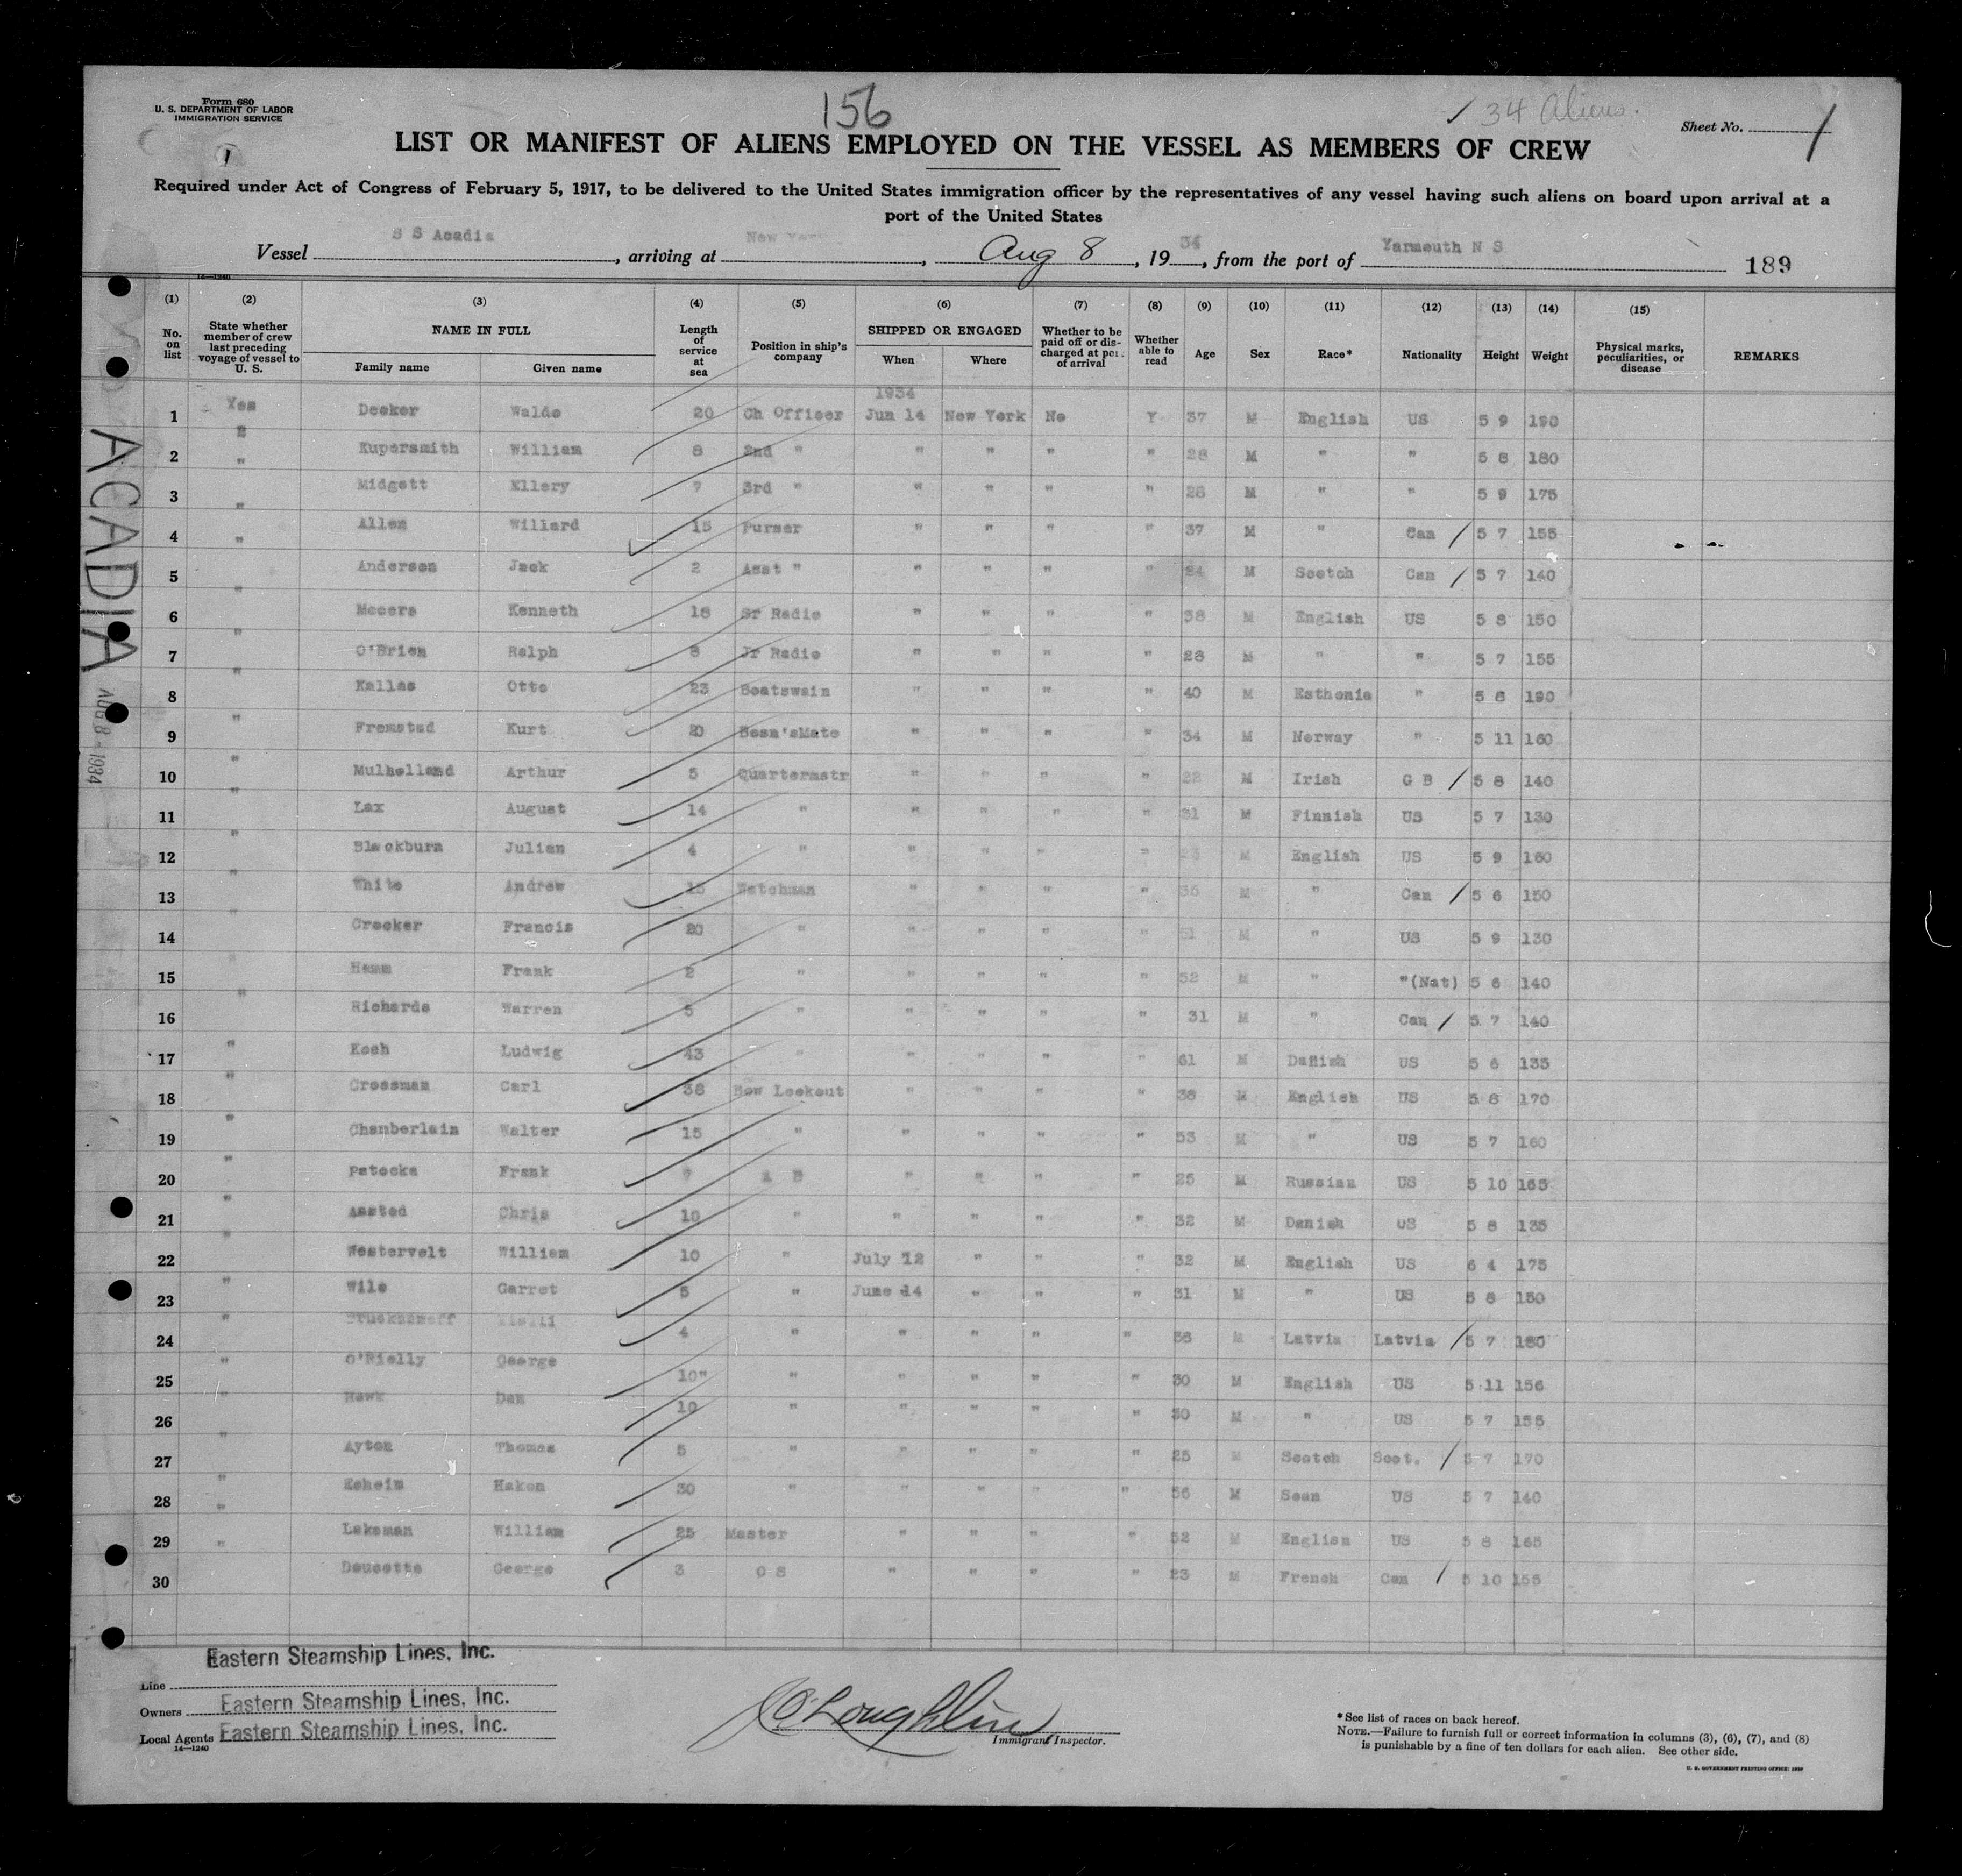 Form 680
U. S. DEPARTMENT OF LABOR
IMMIGRATION SERVICE
1
156
✓ 34 Aliens.
Sheet No. 1
LIST OR MANIFEST OF ALIENS EMPLOYED ON THE VESSEL AS MEMBERS OF CREW
Required under Act of Congress of February 5, 1917, to be delivered to the United States immigration officer by the representatives of any vessel having such aliens on board upon arrival at a
port of the United States
Vessel S S Acadia, arriving at New York, Aug 8, 1934, from the port of Yarmouth N S
189
14—1240
(1) (2) (3) (4) (5) (6) (7) (8) (9) (10) (11) (12) (13) (14) (15)
No. on list State whether member of crew last preceding voyage of vessel to U. S. NAME IN FULL Family name Given name Length of service at sea Position in ship's company SHIPPED OR ENGAGED When Where Whether to be paid off or discharged at port of arrival Whether able to read Age Sex Race* Nationality Height Weight Physical marks, peculiarities, or disease REMARKS
1934
1 Yes Decker Waldo 20 Ch Officer Jun 14 New York No Y 37 M English US 5 9 190
2 " Kupersmith William 8 2nd " " " " " 28 M " " 5 8 180
3 " Midgett Ellery 7 3rd " " " " " 28 M " " 5 9 175
4 " Allen Willard 15 Purser " " " " 37 M " Can / 5 7 155
5 " Anderson Jack 2 Asst " " " " " 24 M Scotch Can / 5 7 140
6 " Mooers Kenneth 18 Sr Radio " " " " 38 M English US 5 8 150
7 " O'Brien Ralph 8 Jr Radio " " " " 28 M " " 5 7 155
8 " Kallas Otto 23 Boatswain " " " " 40 M Esthonia " 5 8 190
9 " Fremstad Kurt 20 Bosn'sMate " " " " 34 M Norway " 5 11 160
10 " Mulholland Arthur 5 Quartermstr " " " " 22 M Irish G B / 5 8 140
11 " Lax August 14 " " " " " 31 M Finnish US 5 7 130
12 " Blackburn Julian 4 " " " " " 23 M English US 5 9 160
13 " White Andrew 15 Watchman " " " " 35 M " Can / 5 6 150
14 " Crocker Francis 20 " " " " " 51 M " US 5 9 130
15 " Hamm Frank 2 " " " " " 52 M " "(Nat) 5 6 140
16 " Richards Warren 5 " " " " " 31 M " Can / 5 7 140
17 " Koch Ludwig 43 " " " " " 61 M Danish US 5 6 135
18 " Crossman Carl 36 Bow Lookout " " " " 38 M English US 5 8 170
19 " Chamberlain Walter 15 " " " " " 53 M " US 5 7 160
20 " Patocka Frank 7 A B " " " " 25 M Russian US 5 10 165
21 " Aasted Chris 10 " " " " " 32 M Danish US 5 8 135
22 " Westervelt William 10 " July 12 " " " 32 M English US 6 4 175
23 " Wile Garret 5 " June 14 " " " 31 M " US 5 8 150
24 " 4 " " " " " 38 M Latvia Latvia / 5 7 180
25 " O'Rielly George 10" " " " " " 30 M English US 5 11 156
26 " Hawk Dan 10 " " " " " 30 M " US 5 7 155
27 " Ayton Thomas 5 " " " " " 25 M Scotch Scot. / 5 7 170
28 " Esheim Hakon 30 " " " " " 56 M Scan US 5 7 140
29 " Lakeman William 25 Master " " " " 52 M English US 5 8 165
30 " Doucette George 3 O S " " " " 23 M French Can / 5 10 155
ACADIA
AUG 8 - 1934
Eastern Steamship Lines, Inc.
Line
Owners Eastern Steamship Lines, Inc.
Local Agents Eastern Steamship Lines, Inc.
14—1240
O'Loughlin
Immigrant Inspector.
*See list of races on back hereof.
NOTE.—Failure to furnish full or correct information in columns (3), (6), (7), and (8)
is punishable by a fine of ten dollars for each alien. See other side.